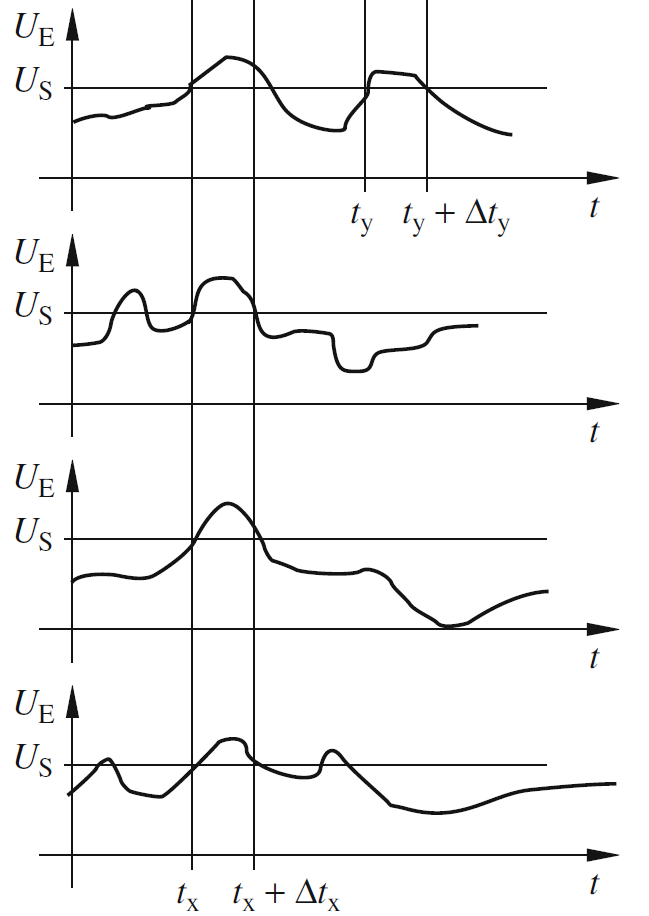 U_E
U_S
t
t_y t_y + Δt_y
U_E
U_S
t
U_E
U_S
t
U_E
U_S
t
t_x t_x + Δt_x